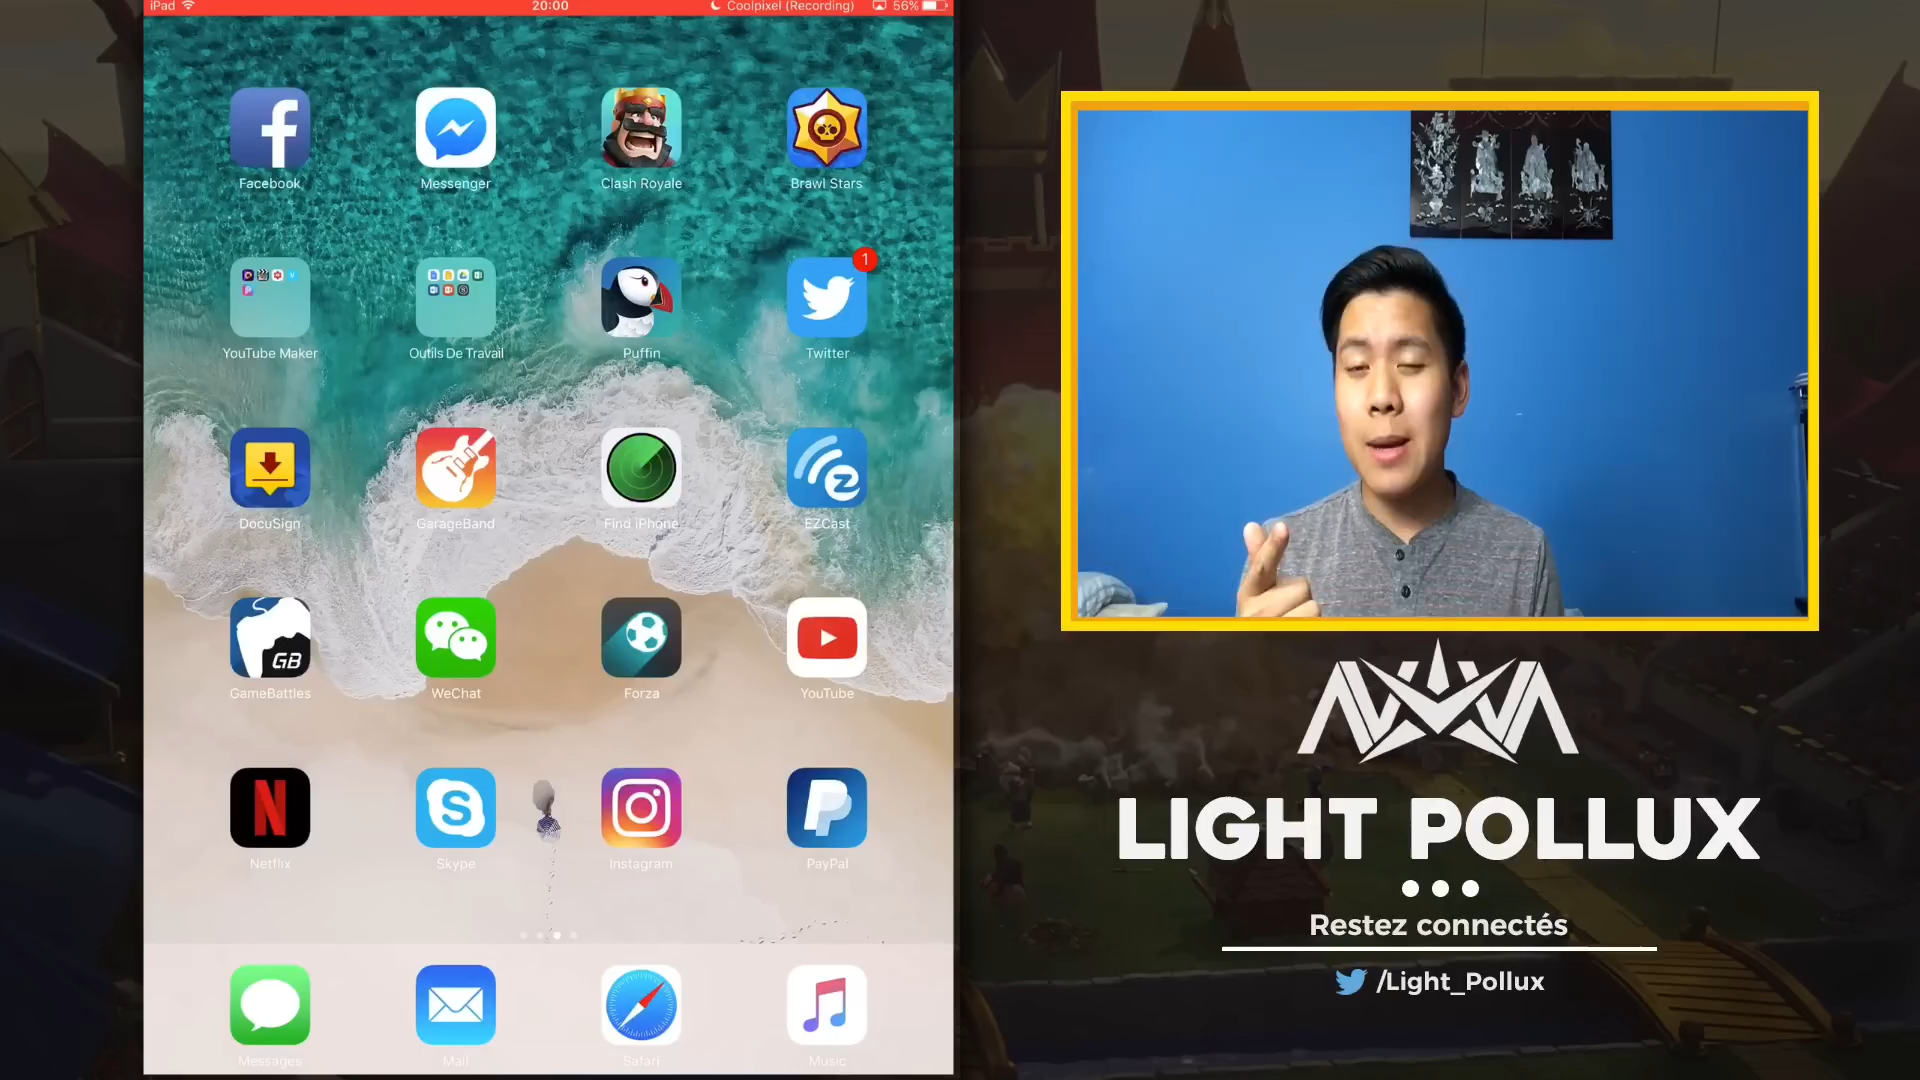 iPad 20:00 Coolpixel (Recording) 56%
Facebook Messenger Clash Royale Brawl Stars
1
YouTube Maker Outils De Travail Puffin Twitter
DocuSign GarageBand Find iPhone EZCast
GB
GameBattles WeChat Forza YouTube
Netflix Skype Instagram PayPal
Messages Mail Safari Music
LIGHT POLLUX
Restez connectés
/Light_Pollux